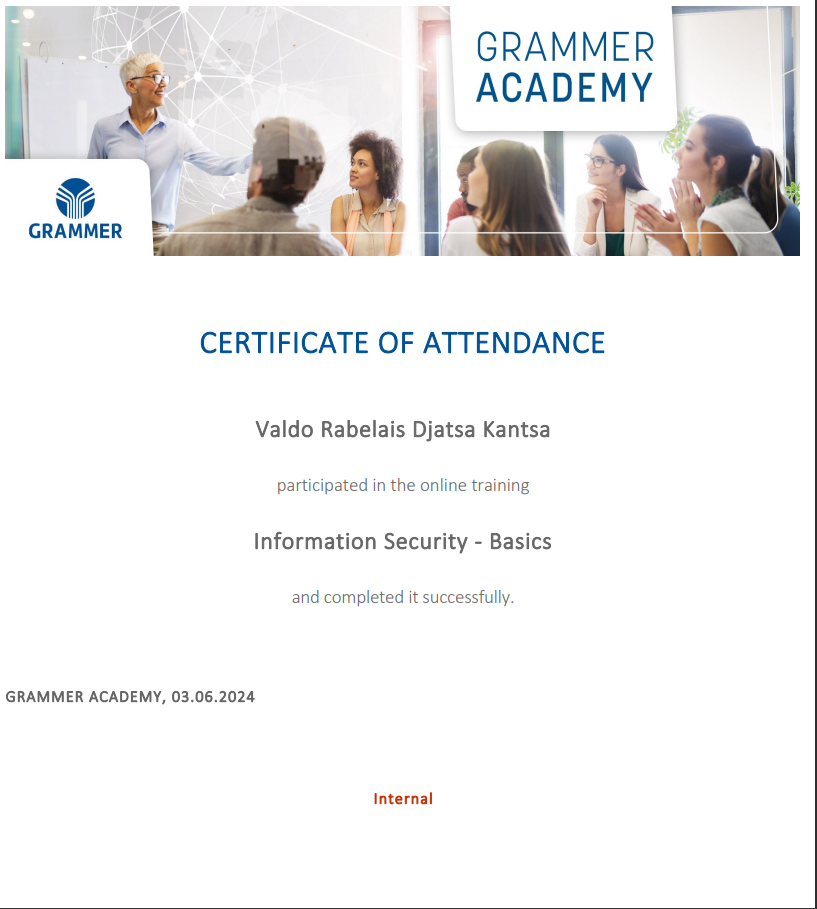 GRAMMER
ACADEMY
GRAMMER
CERTIFICATE OF ATTENDANCE
Valdo Rabelais Djatsa Kantsa
participated in the online training
Information Security - Basics
and completed it successfully.
GRAMMER ACADEMY, 03.06.2024
Internal